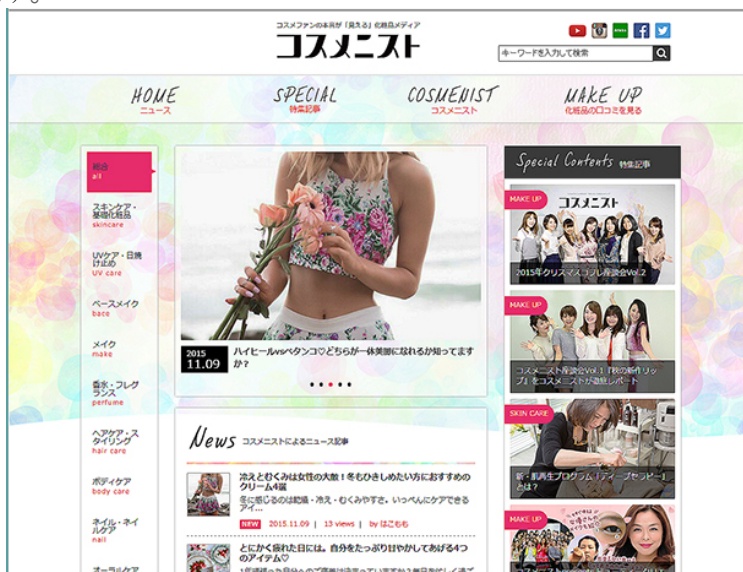 す。
コスメファンの本音が「見える」化粧品メディア
コスメニスト
キーワードを入力して検索
HOME
ニュース
SPECIAL
特集記事
COSMENIST
コスメニスト
MAKE UP
化粧品の口コミを見る
総合
all
スキンケア・
基礎化粧品
skincare
UVケア・日焼
け止め
UV care
ベースメイク
bace
メイク
make
香水・フレグ
ランス
perfume
ヘアケア・ス
タイリング
hair care
ボディケア
body care
ネイル・ネイ
ルケア
nail
オーラルケア
2015
11.09
ハイヒールvsペタンコ♡どちらが一体美脚になれるか知ってます
か？
News コスメニストによるニュース記事
冷えとむくみは女性の大敵！冬もひきしめたい方におすすめの
クリーム4選
冬に感じるのは乾燥・冷え・むくみやすさ。いっぺんにケアできる
アイ...
NEW 2015.11.09 | 13 views | by はこもも
とにかく疲れた日には。自分をたっぷり甘やかしてあげる4つ
のアイテム♡
Special Contents 特集記事
MAKE UP
コスメニスト
2015年クリスマスコフレ座談会Vol.2
MAKE UP
コスメニスト座談会Vol.1『秋の新作リッ
プ』をコスメニストが徹底レポート
SKIN CARE
新・肌再生プログラム「ディープセラピー」
とは？
MAKE UP